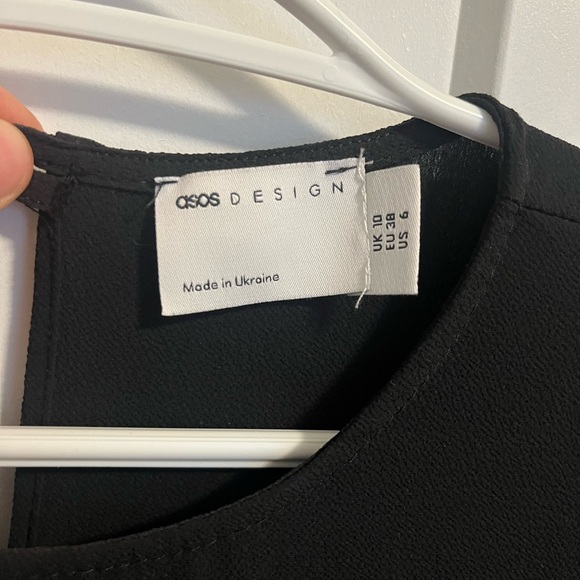 asos DESIGN
Made in Ukraine
UK 10
EU 38
US 6